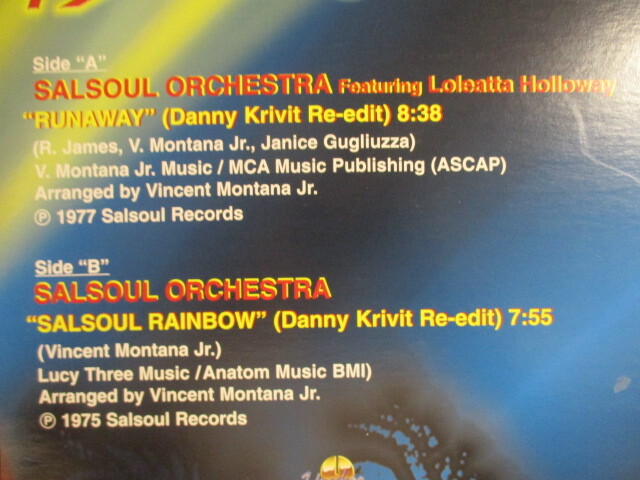 Side "A"
SALSOUL ORCHESTRA Featuring Loleatta Holloway
"RUNAWAY" (Danny Krivit Re-edit) 8:38
(R. James, V. Montana Jr., Janice Gugliuzza)
V. Montana Jr. Music / MCA Music Publishing (ASCAP)
Arranged by Vincent Montana Jr.
℗ 1977 Salsoul Records
Side "B"
SALSOUL ORCHESTRA
"SALSOUL RAINBOW" (Danny Krivit Re-edit) 7:55
(Vincent Montana Jr.)
Lucy Three Music /Anatom Music BMI)
Arranged by Vincent Montana Jr.
℗ 1975 Salsoul Records